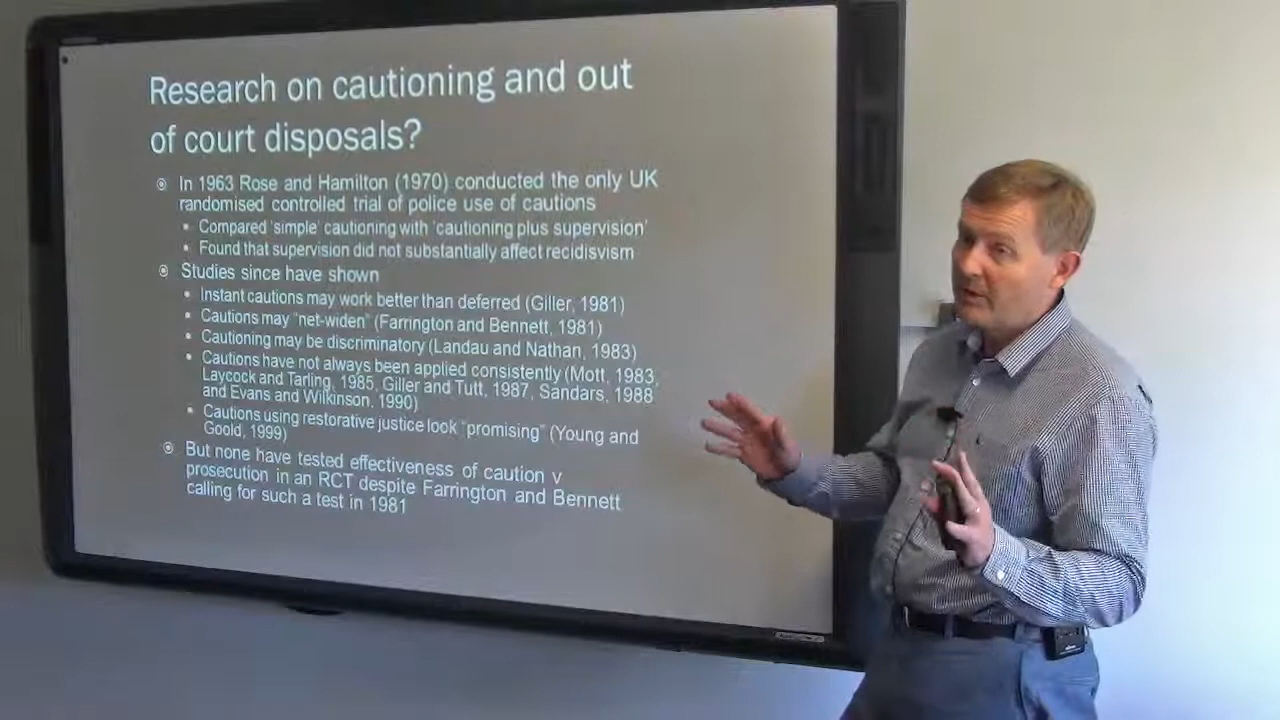 Research on cautioning and out
of court disposals?
In 1963 Rose and Hamilton (1970) conducted the only UK
randomised controlled trial of police use of cautions
Compared 'simple' cautioning with 'cautioning plus supervision'
Found that supervision did not substantially affect recidisvism
Studies since have shown
Instant cautions may work better than deferred (Giller, 1981)
Cautions may "net-widen" (Farrington and Bennett, 1981)
Cautioning may be discriminatory (Landau and Nathan, 1983)
Cautions have not always been applied consistently (Mott, 1983,
Laycock and Tarling, 1985, Giller and Tutt, 1987, Sandars, 1988
and Evans and Wilkinson, 1990)
Cautions using restorative justice look "promising" (Young and
Goold, 1999)
But none have tested effectiveness of caution v
prosecution in an RCT despite Farrington and Bennett
calling for such a test in 1981